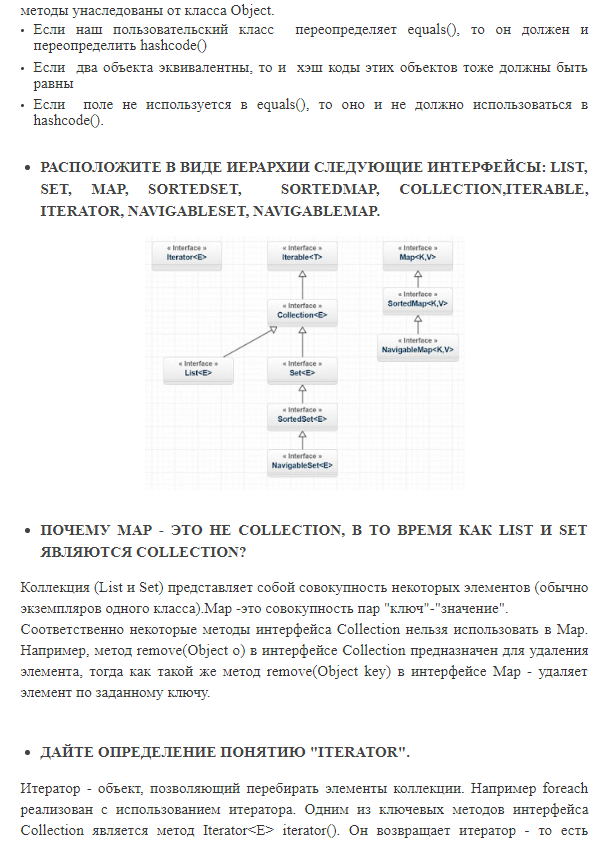 методы унаследованы от класса Object.
• Если наш пользовательский класс переопределяет equals(), то он должен и
переопределить hashcode()
• Если два объекта эквивалентны, то и хэш коды этих объектов тоже должны быть
равны
• Если поле не используется в equals(), то оно и не должно использоваться в
hashcode().
• РАСПОЛОЖИТЕ В ВИДЕ ИЕРАРХИИ СЛЕДУЮЩИЕ ИНТЕРФЕЙСЫ: LIST,
SET, MAP, SORTEDSET, SORTEDMAP, COLLECTION,ITERABLE,
ITERATOR, NAVIGABLESET, NAVIGABLEMAP.
« Interface »
Iterator<E>
« Interface »
Iterable<T>
« Interface »
Map<K,V>
« Interface »
Collection<E>
« Interface »
SortedMap<K,V>
« Interface »
NavigableMap<K,V>
« Interface »
List<E>
« Interface »
Set<E>
« Interface »
SortedSet<E>
« Interface »
NavigableSet<E>
• ПОЧЕМУ MAP - ЭТО НЕ COLLECTION, В ТО ВРЕМЯ КАК LIST И SET
ЯВЛЯЮТСЯ COLLECTION?
Коллекция (List и Set) представляет собой совокупность некоторых элементов (обычно
экземпляров одного класса).Map -это совокупность пар "ключ"-"значение".
Соответственно некоторые методы интерфейса Collection нельзя использовать в Map.
Например, метод remove(Object o) в интерфейсе Collection предназначен для удаления
элемента, тогда как такой же метод remove(Object key) в интерфейсе Map - удаляет
элемент по заданному ключу.
• ДАЙТЕ ОПРЕДЕЛЕНИЕ ПОНЯТИЮ "ITERATOR".
Итератор - объект, позволяющий перебирать элементы коллекции. Например foreach
реализован с использованием итератора. Одним из ключевых методов интерфейса
Collection является метод Iterator<E> iterator(). Он возвращает итератор - то есть